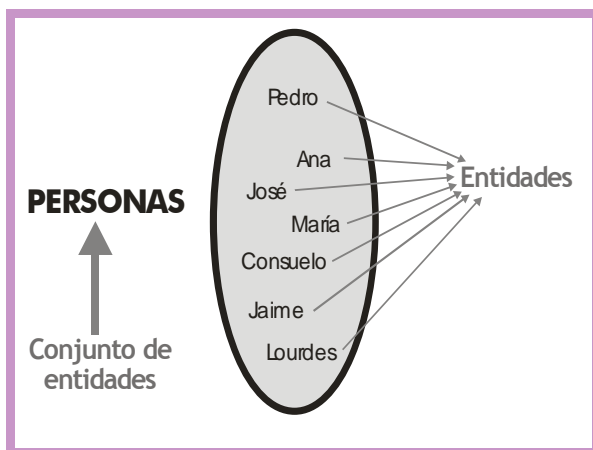 Pedro
Ana
José
María
Consuelo
Jaime
Lourdes
Entidades
PERSONAS
Conjunto de
entidades